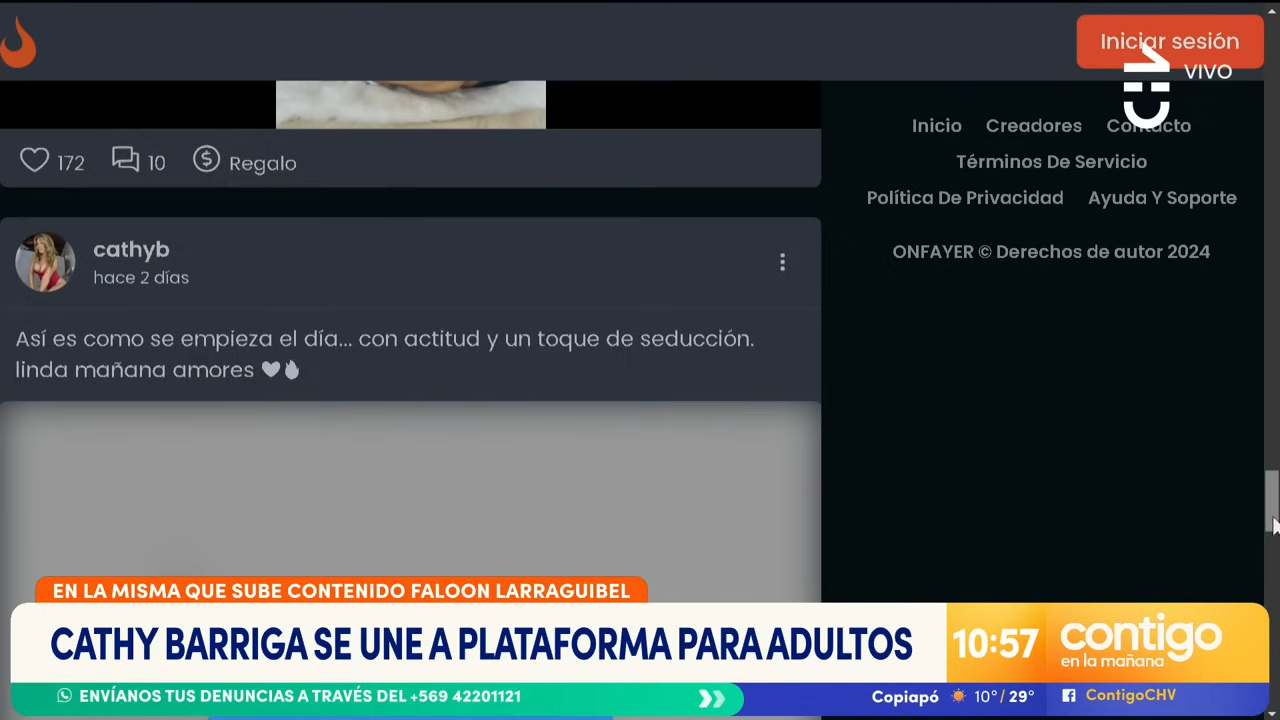 Iniciar sesión
VIVO
Inicio Creadores Contacto
Términos De Servicio
Política De Privacidad Ayuda Y Soporte
ONFAYER © Derechos de autor 2024
172 10 Regalo
cathyb
hace 2 días
Así es como se empieza el día... con actitud y un toque de seducción.
linda mañana amores
EN LA MISMA QUE SUBE CONTENIDO FALOON LARRAGUIBEL
CATHY BARRIGA SE UNE A PLATAFORMA PARA ADULTOS
10:57
contigo
en la mañana
ENVÍANOS TUS DENUNCIAS A TRAVÉS DEL +569 42201121
Copiapó 10°/29°
ContigoCHV